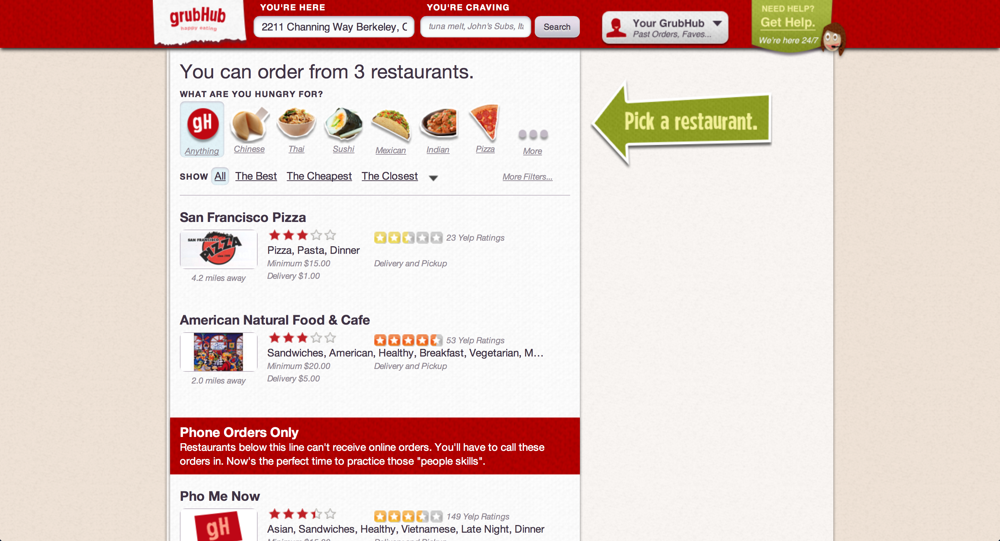 grubHub
happy eating
YOU'RE HERE
2211 Channing Way Berkeley, C
YOU'RE CRAVING
tuna melt, John's Subs, Ita
Search
Your GrubHub
Past Orders, Faves...
NEED HELP?
Get Help.
We're here 24/7
You can order from 3 restaurants.
WHAT ARE YOU HUNGRY FOR?
gH
Anything
Chinese
Thai
Sushi
Mexican
Indian
Pizza
More
Pick a restaurant.
SHOW All The Best The Cheapest The Closest More Filters...
San Francisco Pizza
SAN FRANCISCO
PIZZA
since 1990
23 Yelp Ratings
Pizza, Pasta, Dinner
Minimum $15.00 Delivery and Pickup
Delivery $1.00
4.2 miles away
American Natural Food & Cafe
53 Yelp Ratings
Sandwiches, American, Healthy, Breakfast, Vegetarian, M...
Minimum $20.00 Delivery and Pickup
Delivery $5.00
2.0 miles away
Phone Orders Only
Restaurants below this line can't receive online orders. You'll have to call these
orders in. Now's the perfect time to practice those "people skills".
Pho Me Now
gH
149 Yelp Ratings
Asian, Sandwiches, Healthy, Vietnamese, Late Night, Dinner
Minimum $15.00 Delivery and Pickup